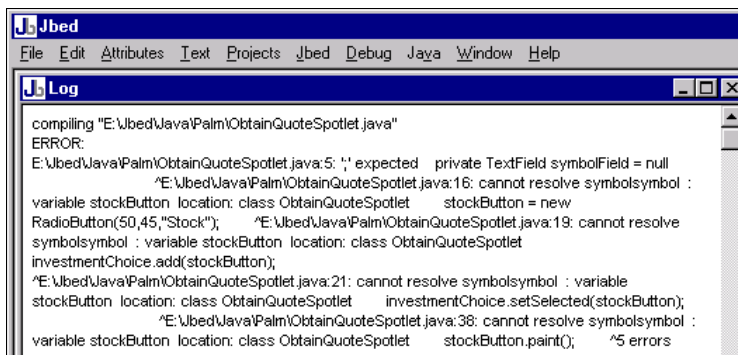 Jb Jbed
File Edit Attributes Text Projects Jbed Debug Java Window Help
Jb Log
compiling "E:\Jbed\Java\Palm\ObtainQuoteSpotlet.java"
ERROR:
E:\Jbed\Java\Palm\ObtainQuoteSpotlet.java:5: ';' expected    private TextField symbolField = null
^E:\Jbed\Java\Palm\ObtainQuoteSpotlet.java:16: cannot resolve symbolsymbol  :
variable stockButton  location: class ObtainQuoteSpotlet        stockButton = new
RadioButton(50,45,"Stock");        ^E:\Jbed\Java\Palm\ObtainQuoteSpotlet.java:19: cannot resolve
symbolsymbol  : variable stockButton  location: class ObtainQuoteSpotlet
investmentChoice.add(stockButton);
^E:\Jbed\Java\Palm\ObtainQuoteSpotlet.java:21: cannot resolve symbolsymbol  : variable
stockButton  location: class ObtainQuoteSpotlet        investmentChoice.setSelected(stockButton);
^E:\Jbed\Java\Palm\ObtainQuoteSpotlet.java:38: cannot resolve symbolsymbol  :
variable stockButton  location: class ObtainQuoteSpotlet        stockButton.paint();        ^5 errors